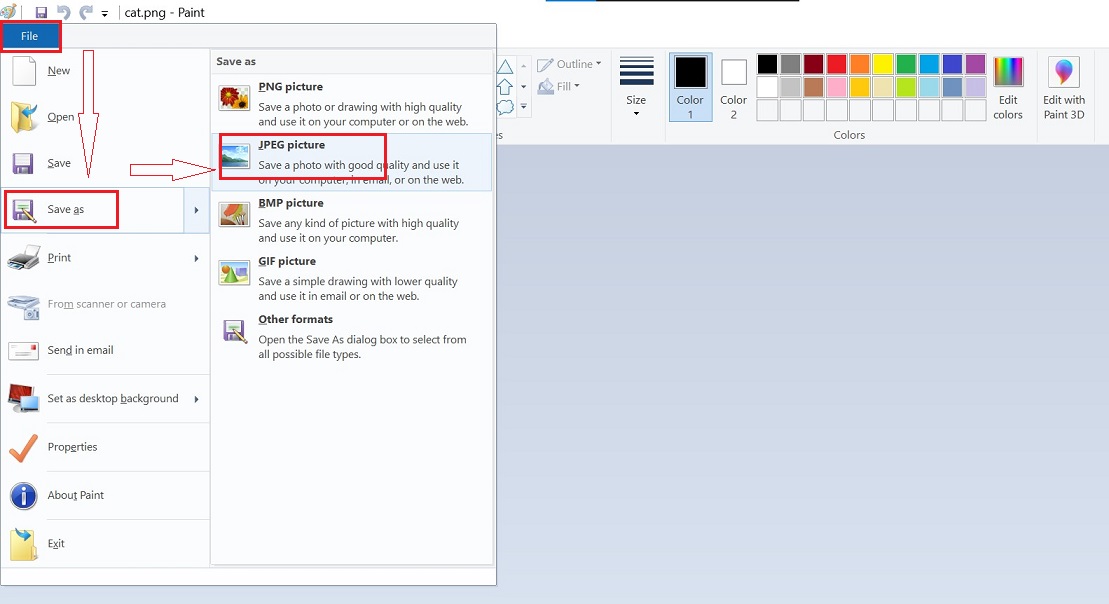 cat.png - Paint
File
New
Open
Save
Save as
Print
From scanner or camera
Send in email
Set as desktop background
Properties
About Paint
Exit
Save as
PNG picture
Save a photo or drawing with high quality
and use it on your computer or on the web.
JPEG picture
Save a photo with good quality and use it
on your computer, in email, or on the web.
BMP picture
Save any kind of picture with high quality
and use it on your computer.
GIF picture
Save a simple drawing with lower quality
and use it in email or on the web.
Other formats
Open the Save As dialog box to select from
all possible file types.
es
Outline
Fill
Size
Color
1
Color
2
Edit
colors
Edit with
Paint 3D
Colors